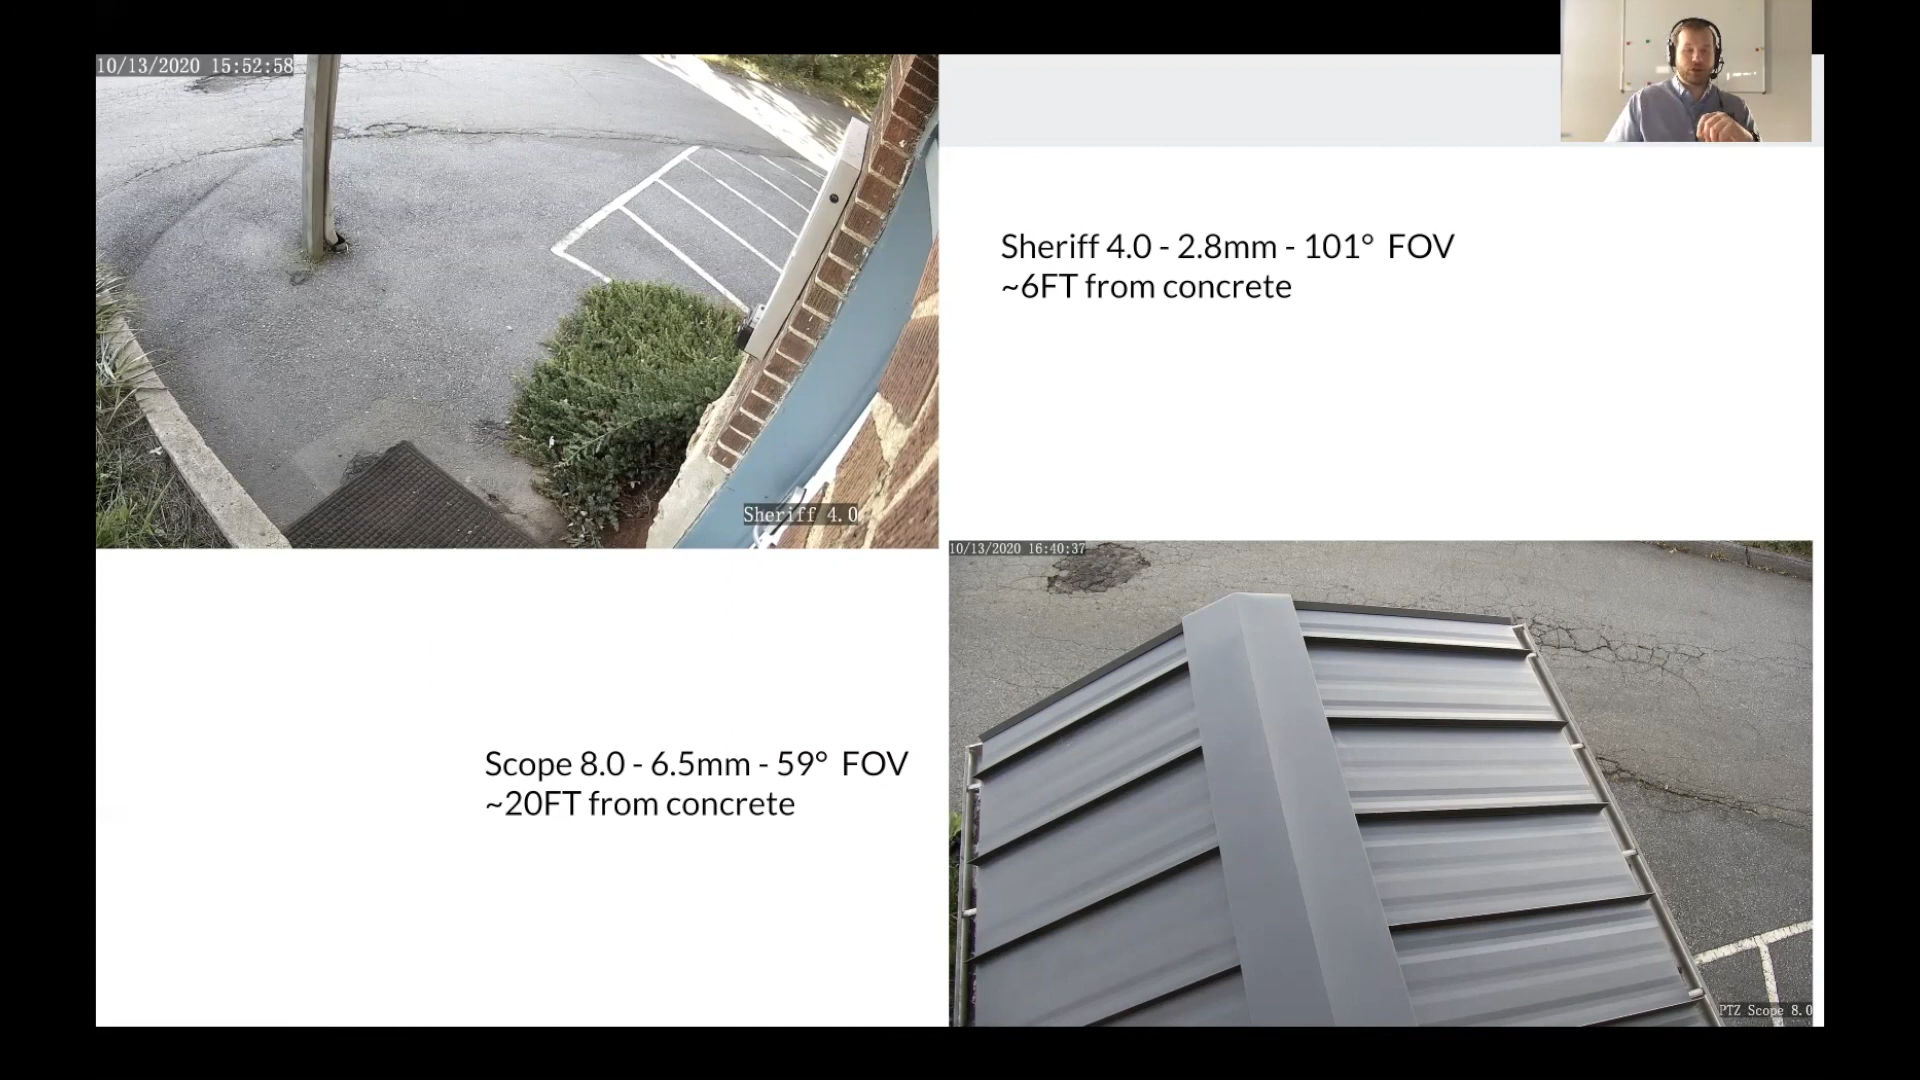 10/13/2020 15:52:58
Sheriff 4.0 - 2.8mm - 101° FOV
~6FT from concrete
Sheriff 4.0
10/13/2020 16:40:37
Scope 8.0 - 6.5mm - 59° FOV
~20FT from concrete
PTZ Scope 8.0